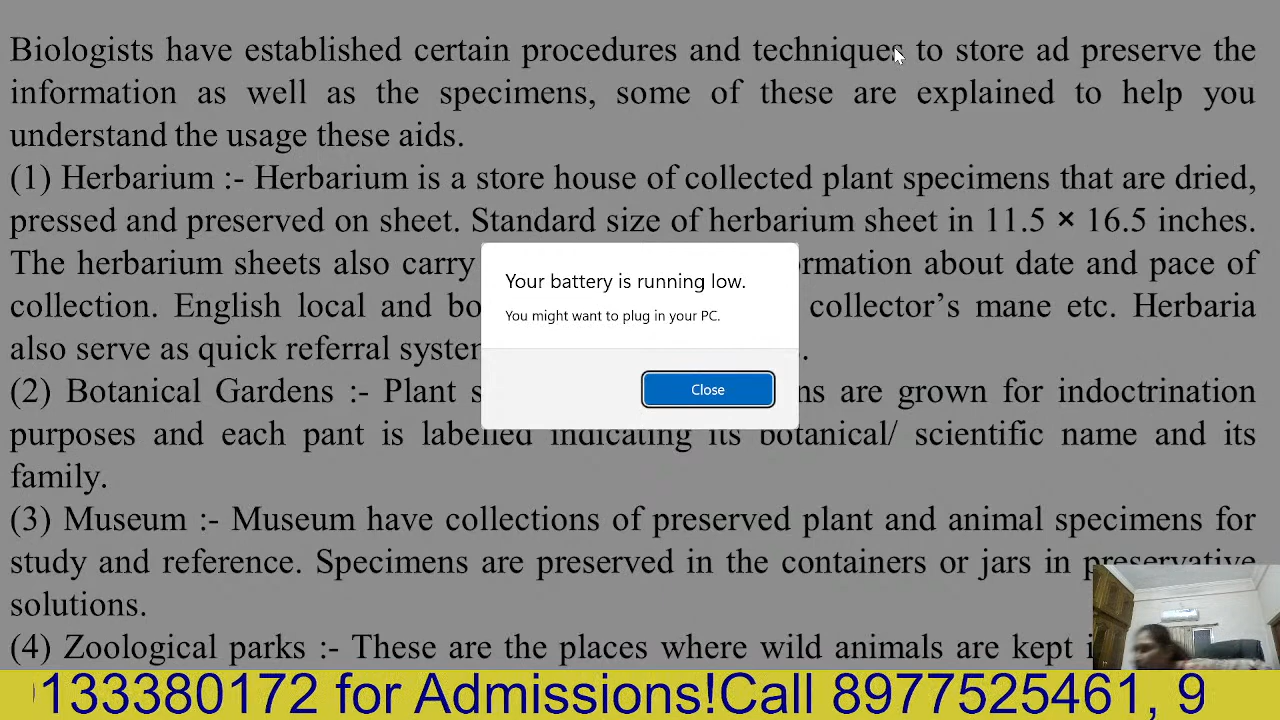 Biologists have established certain procedures and techniques to store ad preserve the
information as well as the specimens, some of these are explained to help you
understand the usage these aids.
(1) Herbarium :- Herbarium is a store house of collected plant specimens that are dried,
pressed and preserved on sheet. Standard size of herbarium sheet in 11.5 × 16.5 inches.
The herbarium sheets also carry rmation about date and pace of
collection. English local and bo collector's mane etc. Herbaria
also serve as quick referral system .
(2) Botanical Gardens :- Plant s ns are grown for indoctrination
purposes and each pant is labelled indicating its botanical/ scientific name and its
family.
(3) Museum :- Museum have collections of preserved plant and animal specimens for
study and reference. Specimens are preserved in the containers or jars in preservative
solutions.
(4) Zoological parks :- These are the places where wild animals are kept
Your battery is running low.
You might want to plug in your PC.
Close
133380172 for Admissions!Call 8977525461, 9